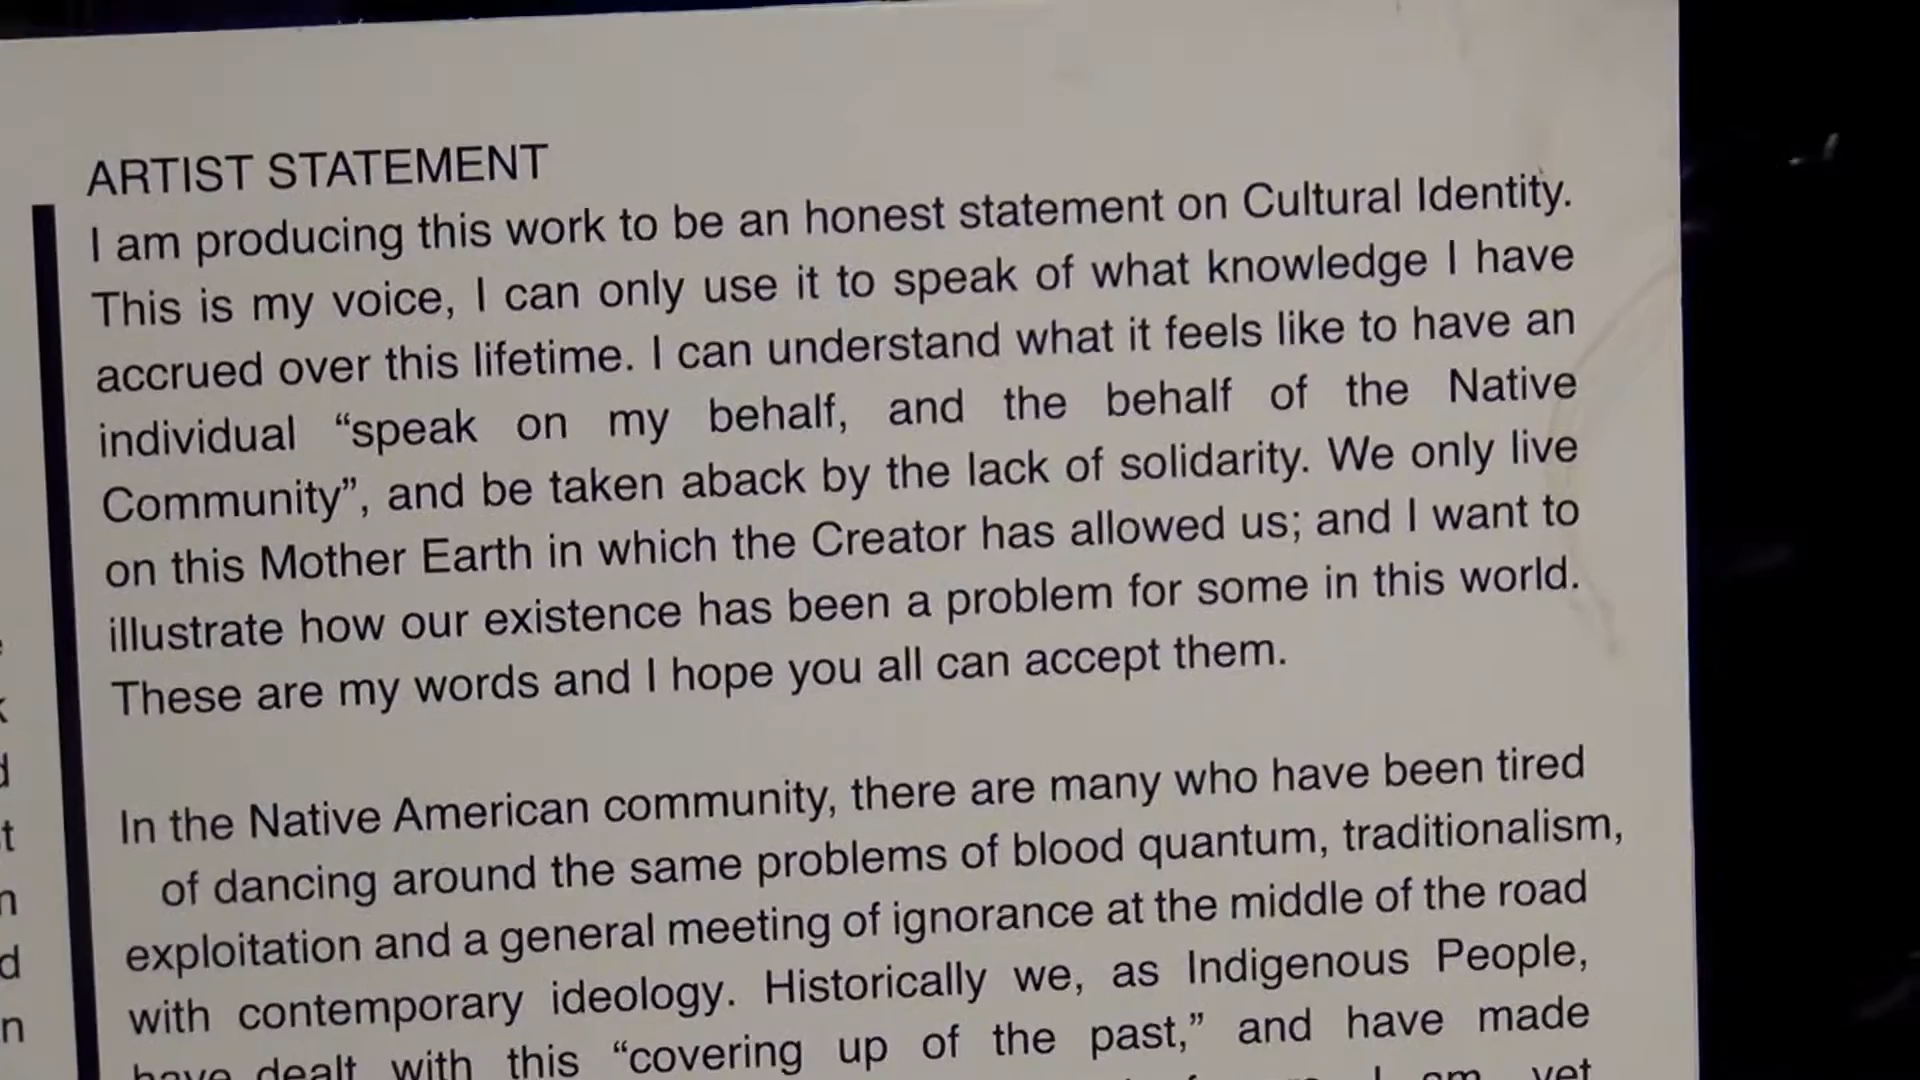 ARTIST STATEMENT
I am producing this work to be an honest statement on Cultural Identity.
This is my voice, I can only use it to speak of what knowledge I have
accrued over this lifetime. I can understand what it feels like to have an
individual “speak on my behalf, and the behalf of the Native
Community”, and be taken aback by the lack of solidarity. We only live
on this Mother Earth in which the Creator has allowed us; and I want to
illustrate how our existence has been a problem for some in this world.
These are my words and I hope you all can accept them.
In the Native American community, there are many who have been tired
of dancing around the same problems of blood quantum, traditionalism,
exploitation and a general meeting of ignorance at the middle of the road
with contemporary ideology. Historically we, as Indigenous People,
have dealt with this “covering up of the past,” and have made
I am yet